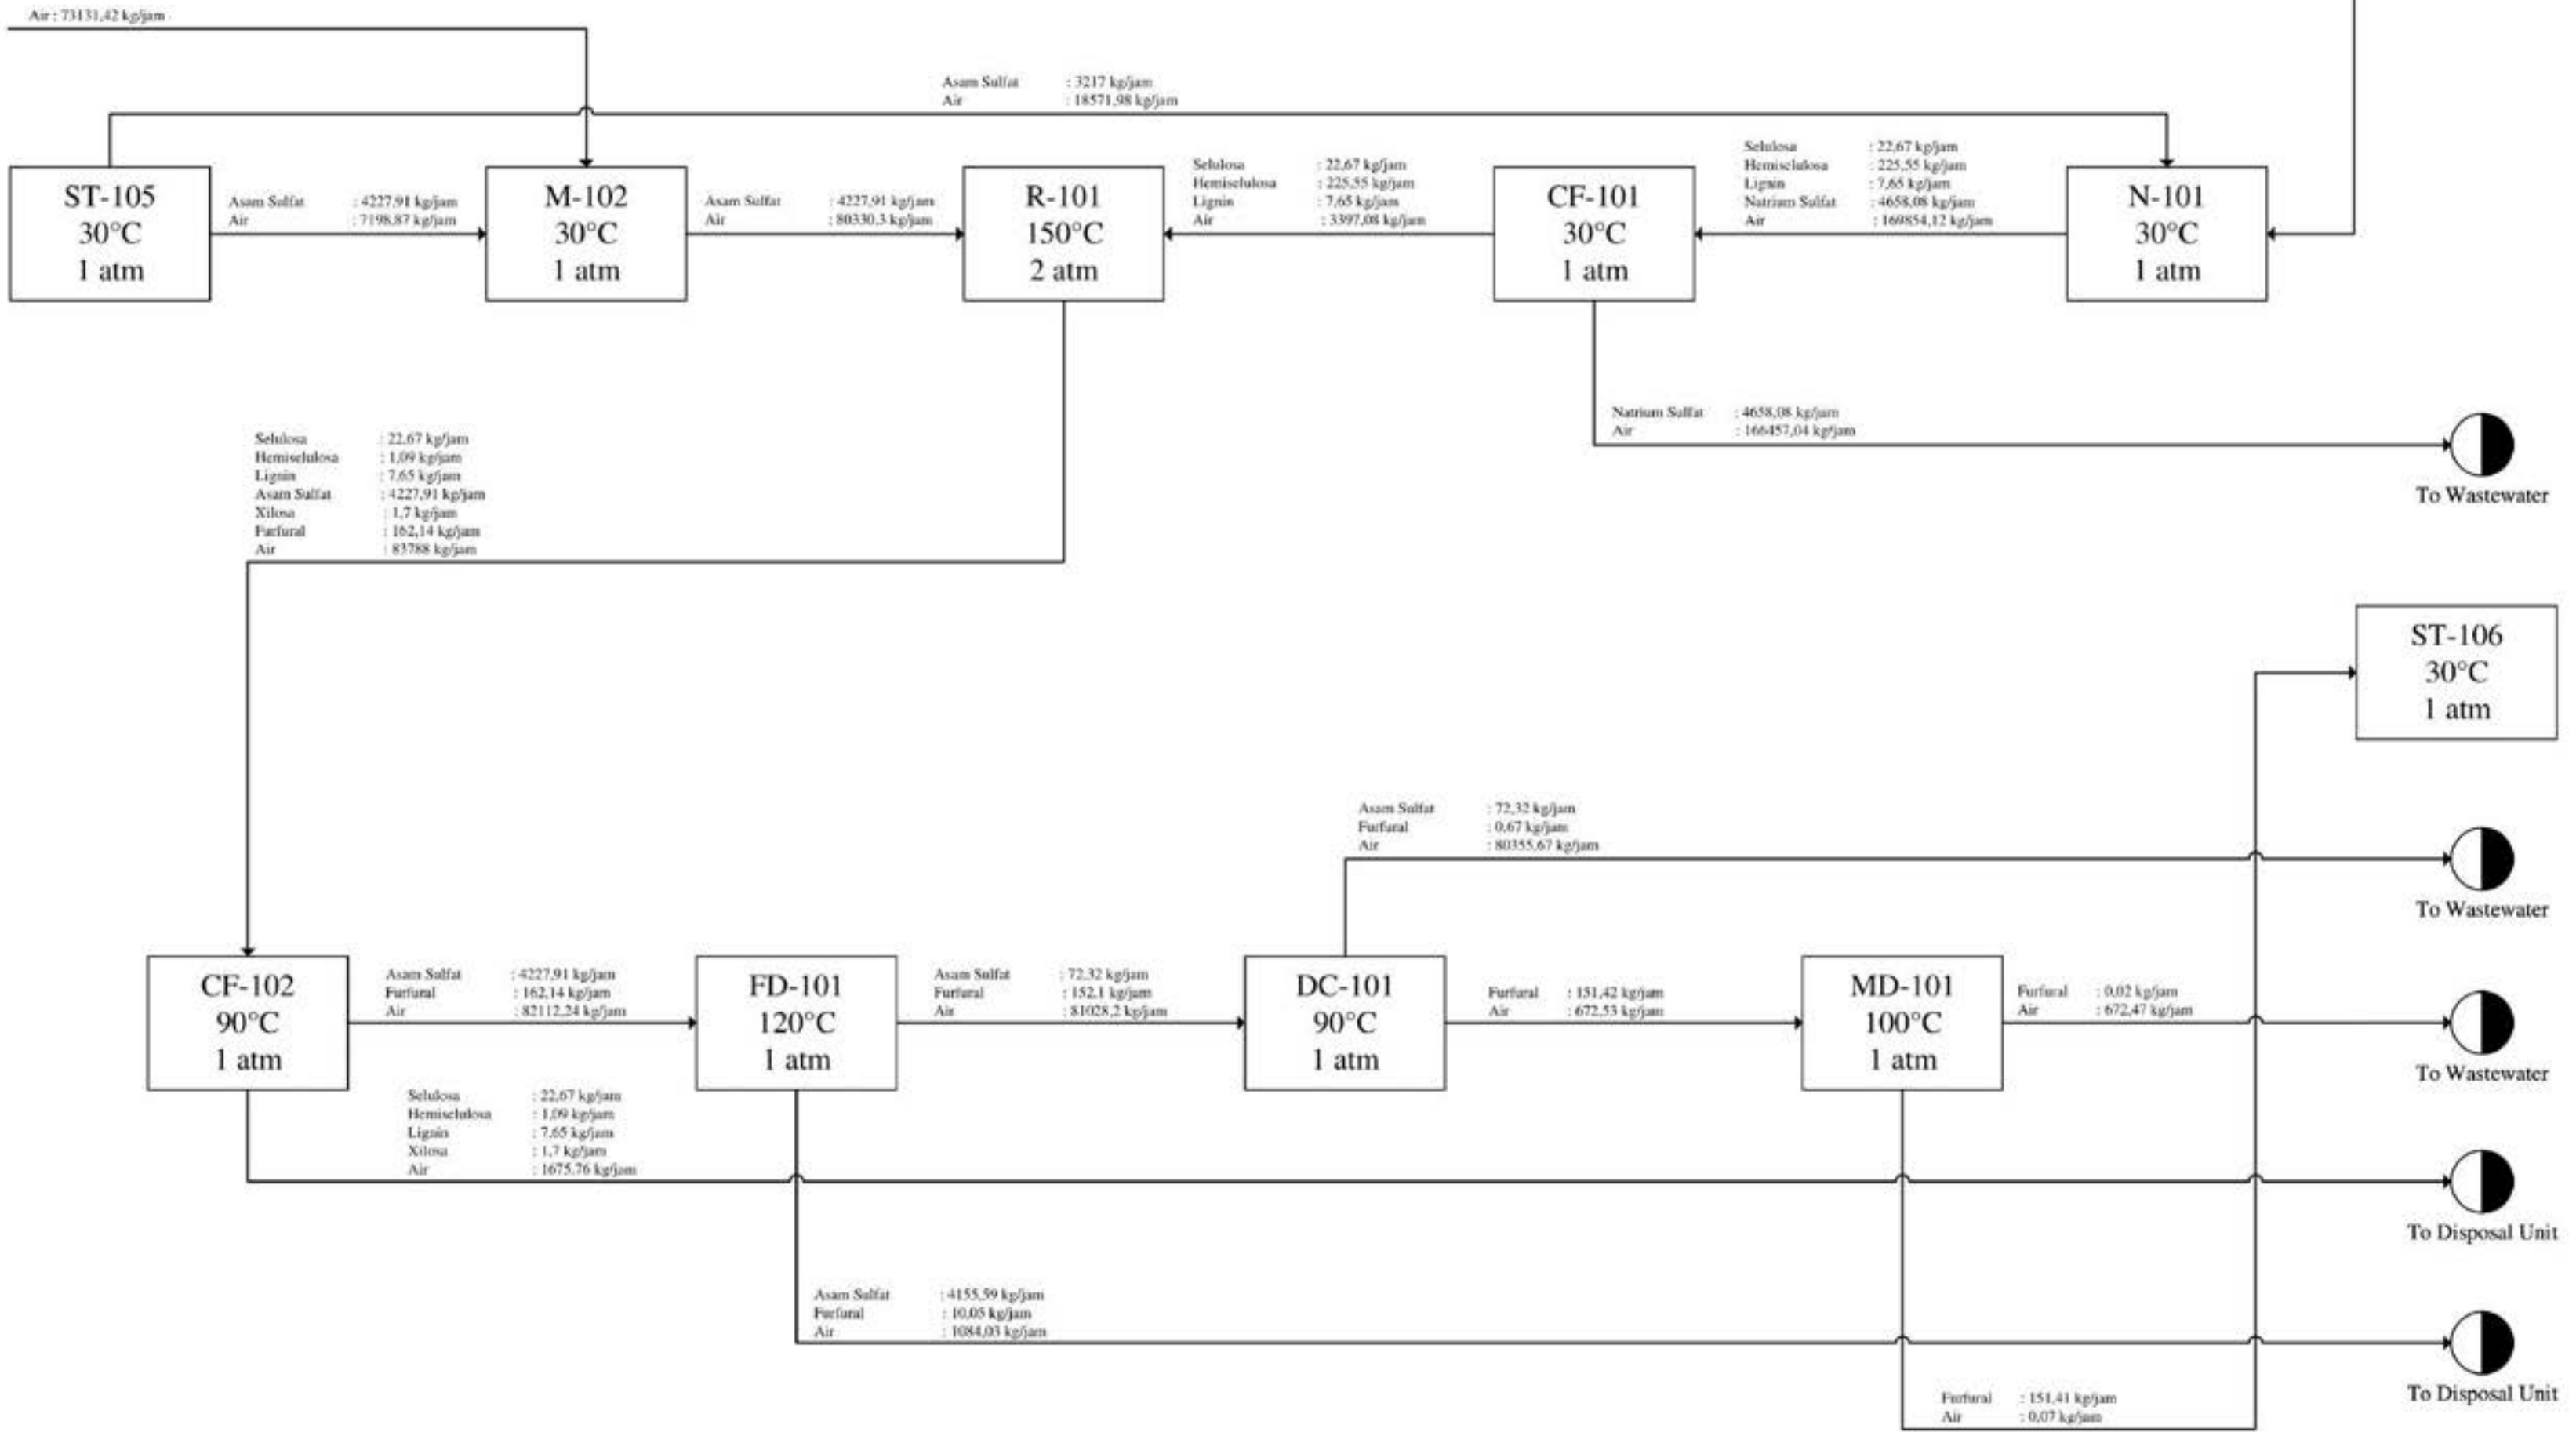 Air : 73131,42 kg/jam
Asam Sulfat : 3217 kg/jam
Air : 18571,98 kg/jam
ST-105
30°C
1 atm
Asam Sulfat : 4227,91 kg/jam
Air : 7198,87 kg/jam
M-102
30°C
1 atm
Asam Sulfat : 4227,91 kg/jam
Air : 80330,3 kg/jam
R-101
150°C
2 atm
Selulosa : 22,67 kg/jam
Hemiselulosa : 225,55 kg/jam
Lignin : 7,65 kg/jam
Air : 3397,08 kg/jam
CF-101
30°C
1 atm
Selulosa : 22,67 kg/jam
Hemiselulosa : 225,55 kg/jam
Lignin : 7,65 kg/jam
Natrium Sulfat : 4658,08 kg/jam
Air : 169854,12 kg/jam
N-101
30°C
1 atm
Natrium Sulfat : 4658,08 kg/jam
Air : 166457,04 kg/jam
To Wastewater
Selulosa : 22,67 kg/jam
Hemiselulosa : 1,09 kg/jam
Lignin : 7,65 kg/jam
Asam Sulfat : 4227,91 kg/jam
Xilosa : 1,7 kg/jam
Furfural : 162,14 kg/jam
Air : 83788 kg/jam
ST-106
30°C
1 atm
Asam Sulfat : 72,32 kg/jam
Furfural : 0,67 kg/jam
Air : 80355,67 kg/jam
To Wastewater
CF-102
90°C
1 atm
Asam Sulfat : 4227,91 kg/jam
Furfural : 162,14 kg/jam
Air : 82112,24 kg/jam
FD-101
120°C
1 atm
Asam Sulfat : 72,32 kg/jam
Furfural : 152,1 kg/jam
Air : 81028,2 kg/jam
DC-101
90°C
1 atm
Furfural : 151,42 kg/jam
Air : 672,53 kg/jam
MD-101
100°C
1 atm
Furfural : 0,02 kg/jam
Air : 672,47 kg/jam
To Wastewater
Selulosa : 22,67 kg/jam
Hemiselulosa : 1,09 kg/jam
Lignin : 7,65 kg/jam
Xilosa : 1,7 kg/jam
Air : 1675,76 kg/jam
To Disposal Unit
Asam Sulfat : 4155,59 kg/jam
Furfural : 10,05 kg/jam
Air : 1084,03 kg/jam
To Disposal Unit
Furfural : 151,41 kg/jam
Air : 0,07 kg/jam